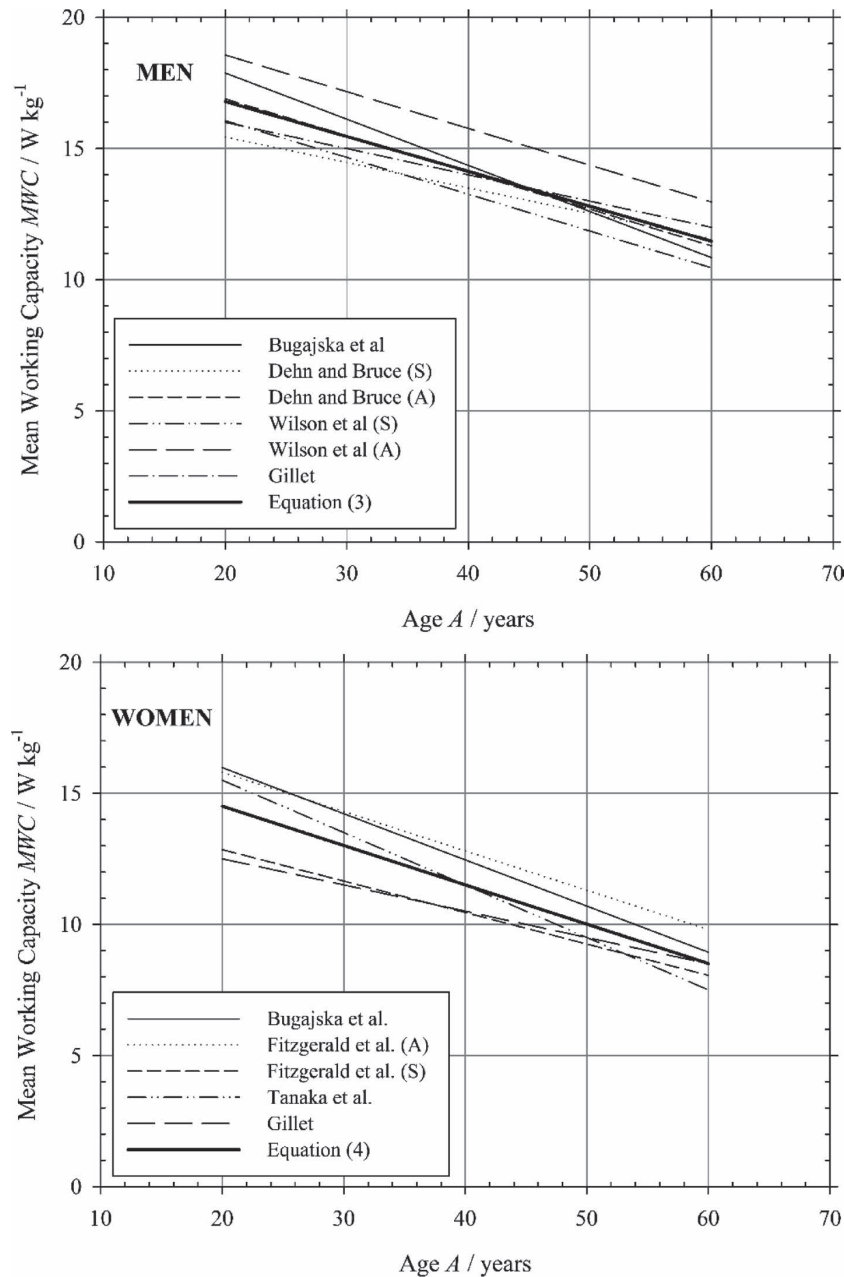 MEN
Mean Working Capacity MWC / W kg-1
20
15
10
5
0
Bugajska et al
Dehn and Bruce (S)
Dehn and Bruce (A)
Wilson et al (S)
Wilson et al (A)
Gillet
Equation (3)
10 20 30 40 50 60 70
Age A / years
WOMEN
Mean Working Capacity MWC / W kg-1
20
15
10
5
0
Bugajska et al.
Fitzgerald et al. (A)
Fitzgerald et al. (S)
Tanaka et al.
Gillet
Equation (4)
10 20 30 40 50 60 70
Age A / years